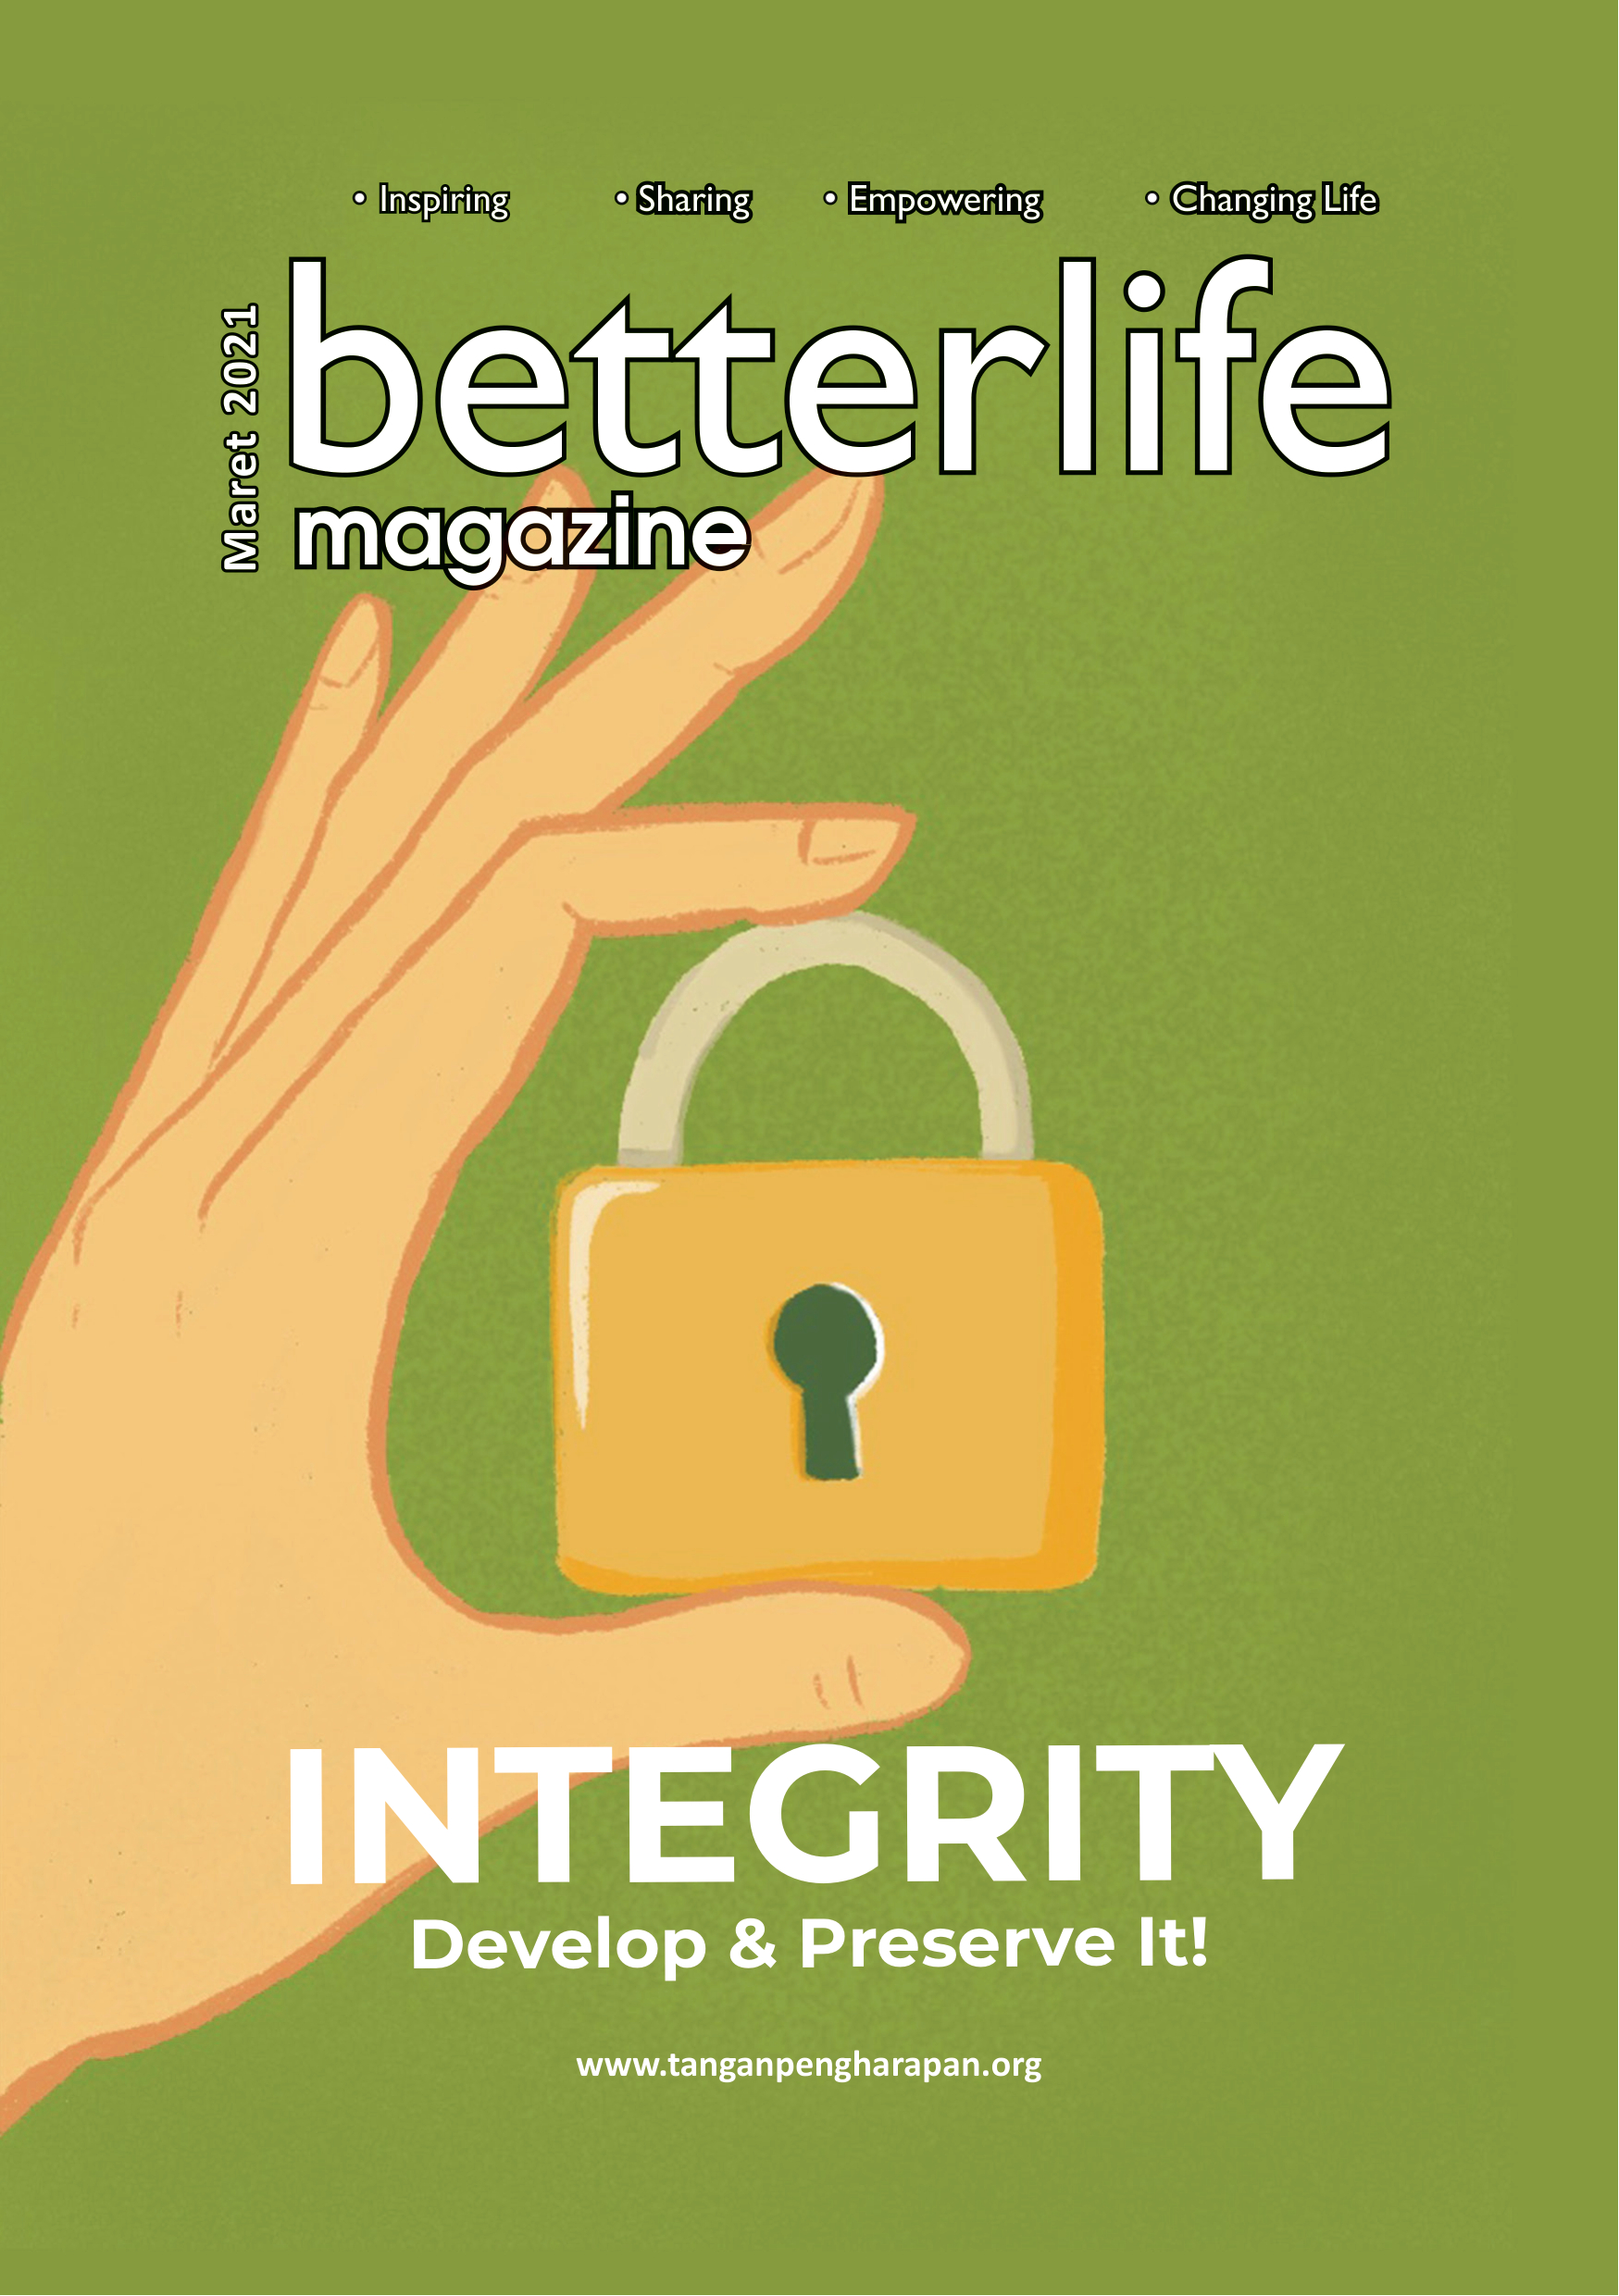 • Inspiring • Sharing • Empowering • Changing Life
Maret 2021
betterlife
magazine
INTEGRITY
Develop & Preserve It!
www.tanganpengharapan.org